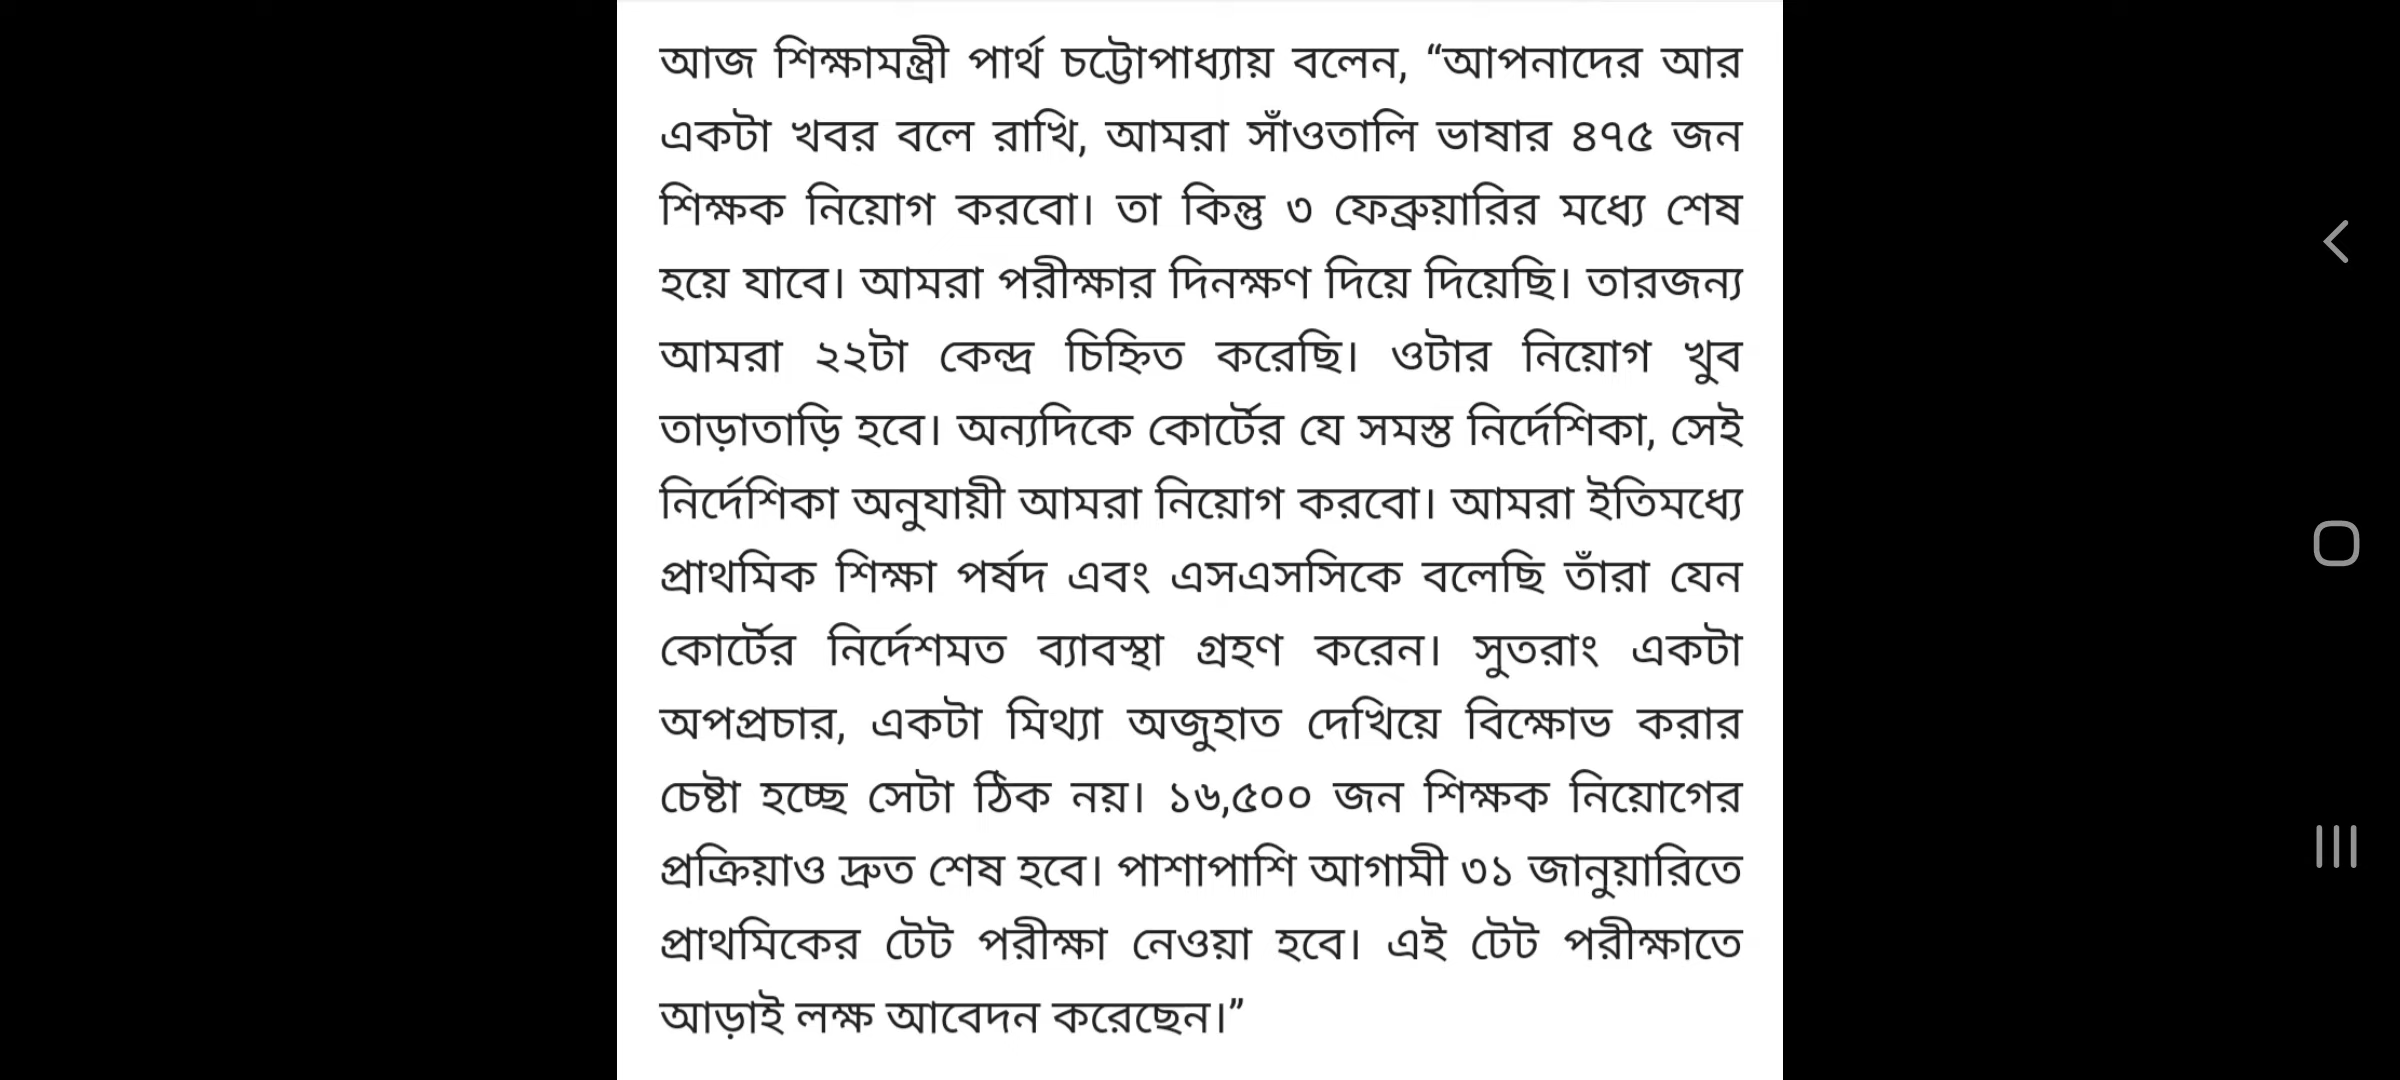 আজ শিক্ষামন্ত্রী পার্থ চট্টোপাধ্যায় বলেন, “আপনাদের আর
একটা খবর বলে রাখি, আমরা সাঁওতালি ভাষার ৪৭৫ জন
শিক্ষক নিয়োগ করবো। তা কিন্তু ৩ ফেব্রুয়ারির মধ্যে শেষ
হয়ে যাবে। আমরা পরীক্ষার দিনক্ষণ দিয়ে দিয়েছি। তারজন্য
আমরা ২২টা কেন্দ্র চিহ্নিত করেছি। ওটার নিয়োগ খুব
তাড়াতাড়ি হবে। অন্যদিকে কোর্টের যে সমস্ত নির্দেশিকা, সেই
নির্দেশিকা অনুযায়ী আমরা নিয়োগ করবো। আমরা ইতিমধ্যে
প্রাথমিক শিক্ষা পর্ষদ এবং এসএসসিকে বলেছি তাঁরা যেন
কোর্টের নির্দেশমত ব্যাবস্থা গ্রহণ করেন। সুতরাং একটা
অপপ্রচার, একটা মিথ্যা অজুহাত দেখিয়ে বিক্ষোভ করার
চেষ্টা হচ্ছে সেটা ঠিক নয়। ১৬,৫০০ জন শিক্ষক নিয়োগের
প্রক্রিয়াও দ্রুত শেষ হবে। পাশাপাশি আগামী ৩১ জানুয়ারিতে
প্রাথমিকের টেট পরীক্ষা নেওয়া হবে। এই টেট পরীক্ষাতে
আড়াই লক্ষ আবেদন করেছেন।”